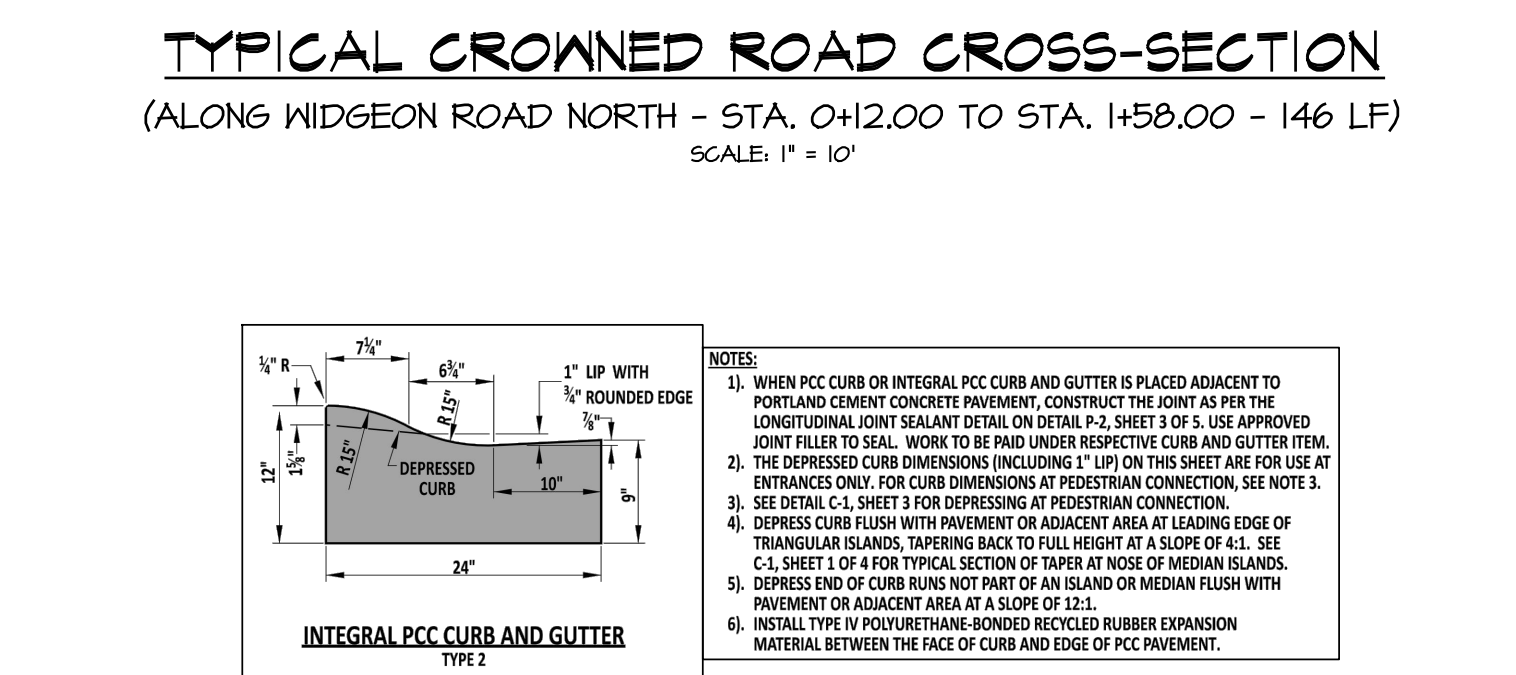 TYPICAL CROWNED ROAD CROSS-SECTION
(ALONG WIDGEON ROAD NORTH - STA. 0+12.00 TO STA. 1+58.00 - 146 LF)
SCALE: 1" = 10'
7¼"
¼" R
6¾"
1" LIP WITH
¾" ROUNDED EDGE
R 15"
⅞"
12"
1⅝"
R 15"
DEPRESSED
CURB
10"
9"
24"
INTEGRAL PCC CURB AND GUTTER
TYPE 2
NOTES:
1). WHEN PCC CURB OR INTEGRAL PCC CURB AND GUTTER IS PLACED ADJACENT TO
PORTLAND CEMENT CONCRETE PAVEMENT, CONSTRUCT THE JOINT AS PER THE
LONGITUDINAL JOINT SEALANT DETAIL ON DETAIL P-2, SHEET 3 OF 5. USE APPROVED
JOINT FILLER TO SEAL. WORK TO BE PAID UNDER RESPECTIVE CURB AND GUTTER ITEM.
2). THE DEPRESSED CURB DIMENSIONS (INCLUDING 1" LIP) ON THIS SHEET ARE FOR USE AT
ENTRANCES ONLY. FOR CURB DIMENSIONS AT PEDESTRIAN CONNECTION, SEE NOTE 3.
3). SEE DETAIL C-1, SHEET 3 FOR DEPRESSING AT PEDESTRIAN CONNECTION.
4). DEPRESS CURB FLUSH WITH PAVEMENT OR ADJACENT AREA AT LEADING EDGE OF
TRIANGULAR ISLANDS, TAPERING BACK TO FULL HEIGHT AT A SLOPE OF 4:1. SEE
C-1, SHEET 1 OF 4 FOR TYPICAL SECTION OF TAPER AT NOSE OF MEDIAN ISLANDS.
5). DEPRESS END OF CURB RUNS NOT PART OF AN ISLAND OR MEDIAN FLUSH WITH
PAVEMENT OR ADJACENT AREA AT A SLOPE OF 12:1.
6). INSTALL TYPE IV POLYURETHANE-BONDED RECYCLED RUBBER EXPANSION
MATERIAL BETWEEN THE FACE OF CURB AND EDGE OF PCC PAVEMENT.